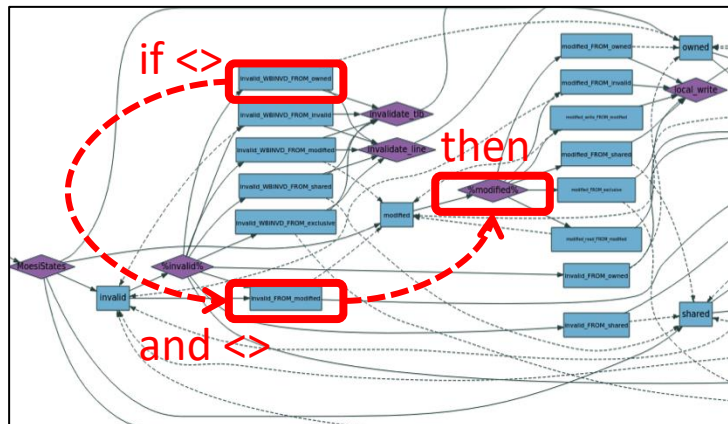 if <>
Invalid_WBINVD_FROM_owned
Invalid_WBINVD_FROM_invalid
Invalid_WBINVD_FROM_modified
Invalid_WBINVD_FROM_shared
Invalid_WBINVD_FROM_exclusive
invalidate_tlb
invalidate_line
modified_FROM_owned
modified_FROM_invalid
modified_write_FROM_modified
modified_FROM_shared
modified_FROM_exclusive
modified_read_FROM_modified
owned
local_write
then
%modified%
modified
MoesiStates
%invalid%
invalid
Invalid_FROM_modified
Invalid_FROM_owned
Invalid_FROM_shared
shared
and <>